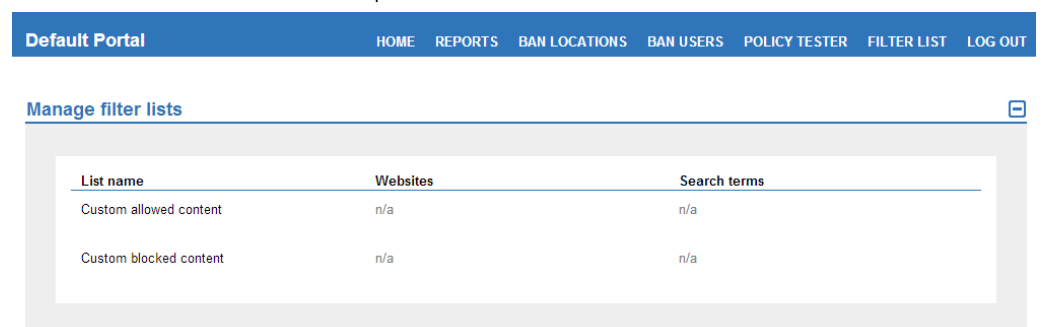 Default Portal HOME REPORTS BAN LOCATIONS BAN USERS POLICY TESTER FILTER LIST LOG OUT
Manage filter lists
List name Websites Search terms
Custom allowed content n/a n/a
Custom blocked content n/a n/a